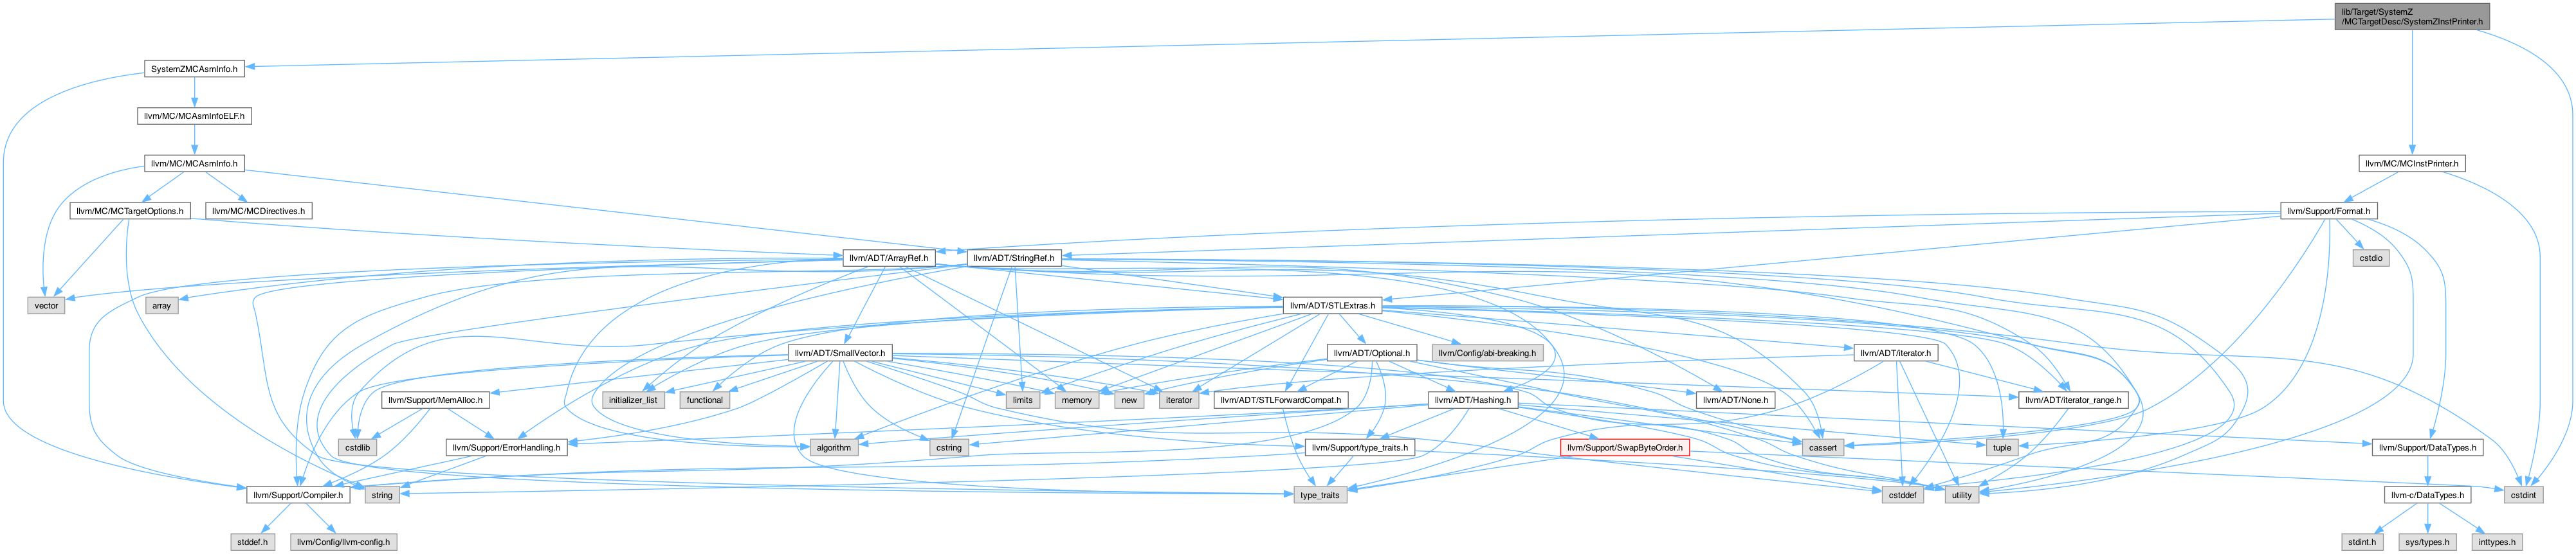 lib/Target/SystemZ
/MCTargetDesc/SystemZInstPrinter.h
SystemZMCAsmInfo.h
llvm/MC/MCAsmInfoELF.h
llvm/MC/MCAsmInfo.h
llvm/MC/MCInstPrinter.h
llvm/MC/MCTargetOptions.h
llvm/MC/MCDirectives.h
llvm/Support/Format.h
llvm/ADT/ArrayRef.h
llvm/ADT/StringRef.h
cstdio
vector
array
llvm/ADT/STLExtras.h
llvm/ADT/SmallVector.h
llvm/ADT/Optional.h
llvm/Config/abi-breaking.h
llvm/ADT/iterator.h
llvm/Support/MemAlloc.h
initializer_list
functional
limits
memory
new
iterator
llvm/ADT/STLForwardCompat.h
llvm/ADT/Hashing.h
llvm/ADT/None.h
llvm/ADT/iterator_range.h
cstdlib
llvm/Support/ErrorHandling.h
algorithm
cstring
llvm/Support/type_traits.h
llvm/Support/SwapByteOrder.h
cassert
tuple
llvm/Support/DataTypes.h
llvm/Support/Compiler.h
string
type_traits
cstddef
utility
llvm-c/DataTypes.h
cstdint
stddef.h
llvm/Config/llvm-config.h
stdint.h
sys/types.h
inttypes.h